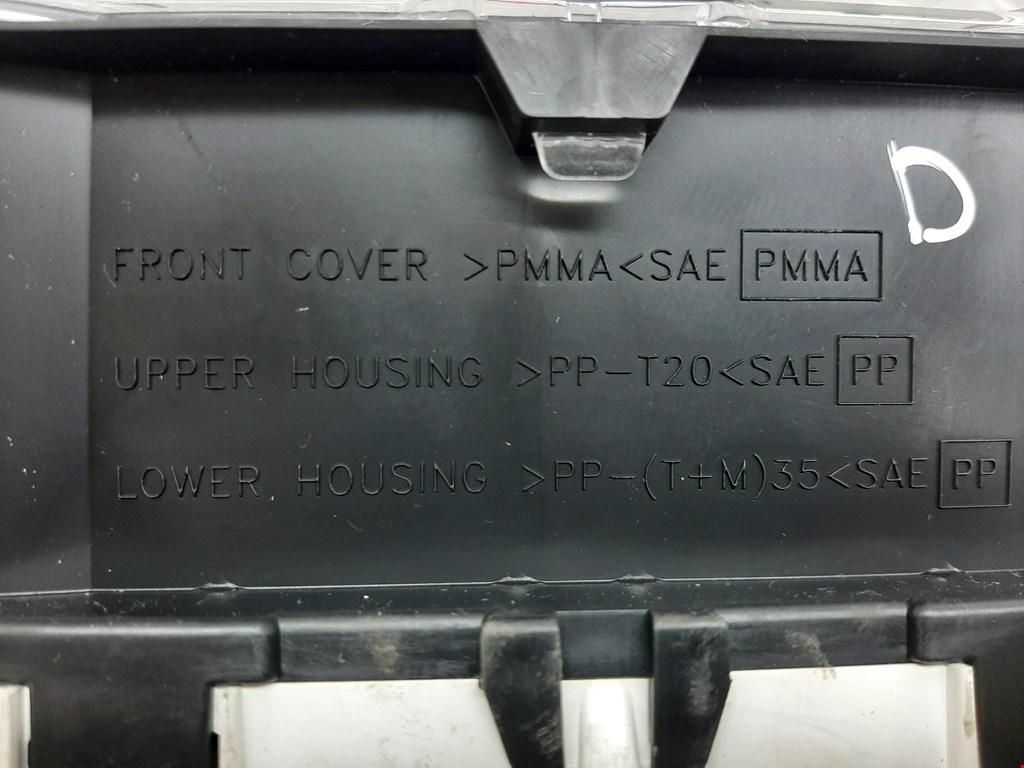 D
FRONT COVER >PMMA<SAE PMMA
UPPER HOUSING >PP-T20<SAE PP
LOWER HOUSING >PP-(T+M)35<SAE PP